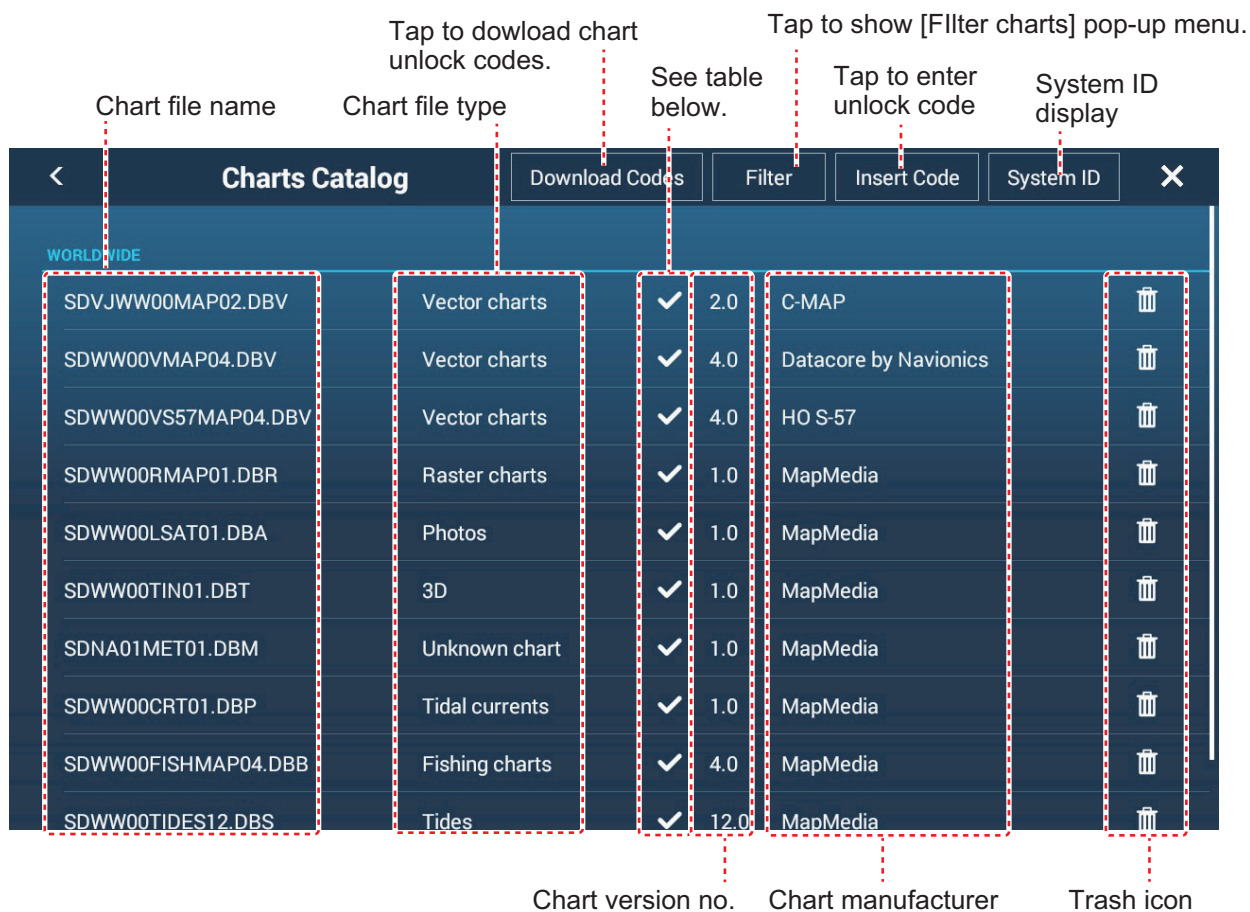 Tap to dowload chart
unlock codes.
Tap to show [FIlter charts] pop-up menu.
See table
below.
Tap to enter
unlock code
System ID
display
Chart file name
Chart file type
< Charts Catalog Download Codes Filter Insert Code System ID
WORLDWIDE
SDVJWW00MAP02.DBV Vector charts 2.0 C-MAP
SDWW00VMAP04.DBV Vector charts 4.0 Datacore by Navionics
SDWW00VS57MAP04.DBV Vector charts 4.0 HO S-57
SDWW00RMAP01.DBR Raster charts 1.0 MapMedia
SDWW00LSAT01.DBA Photos 1.0 MapMedia
SDWW00TIN01.DBT 3D 1.0 MapMedia
SDNA01MET01.DBM Unknown chart 1.0 MapMedia
SDWW00CRT01.DBP Tidal currents 1.0 MapMedia
SDWW00FISHMAP04.DBB Fishing charts 4.0 MapMedia
SDWW00TIDES12.DBS Tides 12.0 MapMedia
Chart version no. Chart manufacturer Trash icon